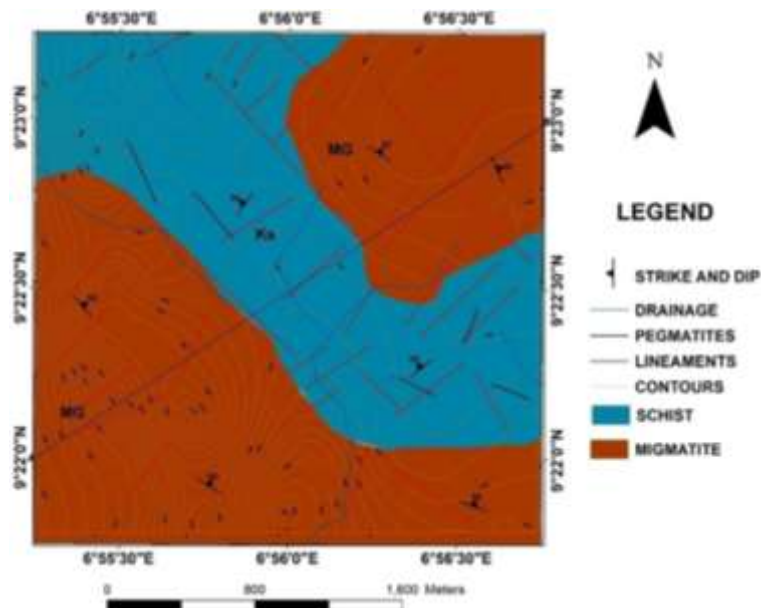 6°55'30"E 6°56'0"E 6°56'30"E
9°23'0"N
9°23'0"N
MG
N
LEGEND
STRIKE AND DIP
DRAINAGE
PEGMATITES
LINEAMENTS
CONTOURS
SCHIST
MIGMATITE
9°22'30"N
9°22'30"N
MG
9°22'0"N
9°22'0"N
6°55'30"E 6°56'0"E 6°56'30"E
0 800 1,600 Meters